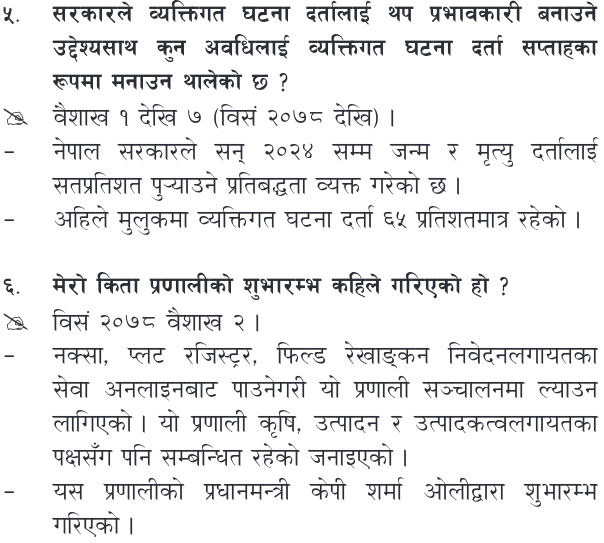 ५. सरकारले व्यक्तिगत घटना दर्तालाई थप प्रभावकारी बनाउने
उद्देश्यसाथ कुन अवधिलाई व्यक्तिगत घटना दर्ता सप्ताहका
रूपमा मनाउन थालेको छ ?
वैशाख १ देखि ७ (विसं २०७८ देखि) ।
– नेपाल सरकारले सन् २०२४ सम्म जन्म र मृत्यु दर्तालाई
सतप्रतिशत पुऱ्याउने प्रतिबद्धता व्यक्त गरेको छ ।
– अहिले मुलुकमा व्यक्तिगत घटना दर्ता ६५ प्रतिशतमात्र रहेको ।
६. मेरो किता प्रणालीको शुभारम्भ कहिले गरिएको हो ?
विसं २०७८ वैशाख २ ।
– नक्सा, प्लट रजिस्ट्रर, फिल्ड रेखाङ्कन निवेदनलगायतका
सेवा अनलाइनबाट पाउनेगरी यो प्रणाली सञ्चालनमा ल्याउन
लागिएको । यो प्रणाली कृषि, उत्पादन र उत्पादकत्वलगायतका
पक्षसँग पनि सम्बन्धित रहेको जनाइएको ।
– यस प्रणालीको प्रधानमन्त्री केपी शर्मा ओलीद्वारा शुभारम्भ
गरिएको ।